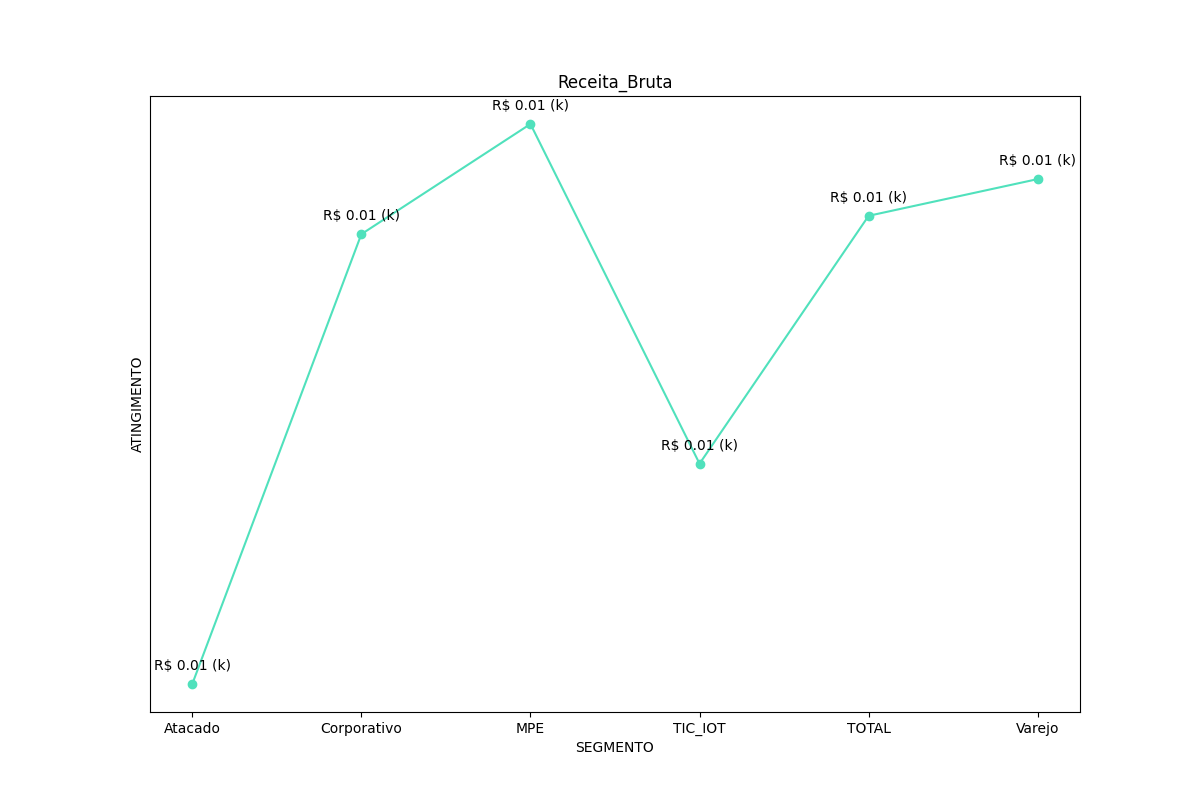 Receita_Bruta
R$ 0.01 (k)
R$ 0.01 (k)
R$ 0.01 (k)
R$ 0.01 (k)
R$ 0.01 (k)
R$ 0.01 (k)
ATINGIMENTO
Atacado Corporativo MPE TIC_IOT TOTAL Varejo
SEGMENTO